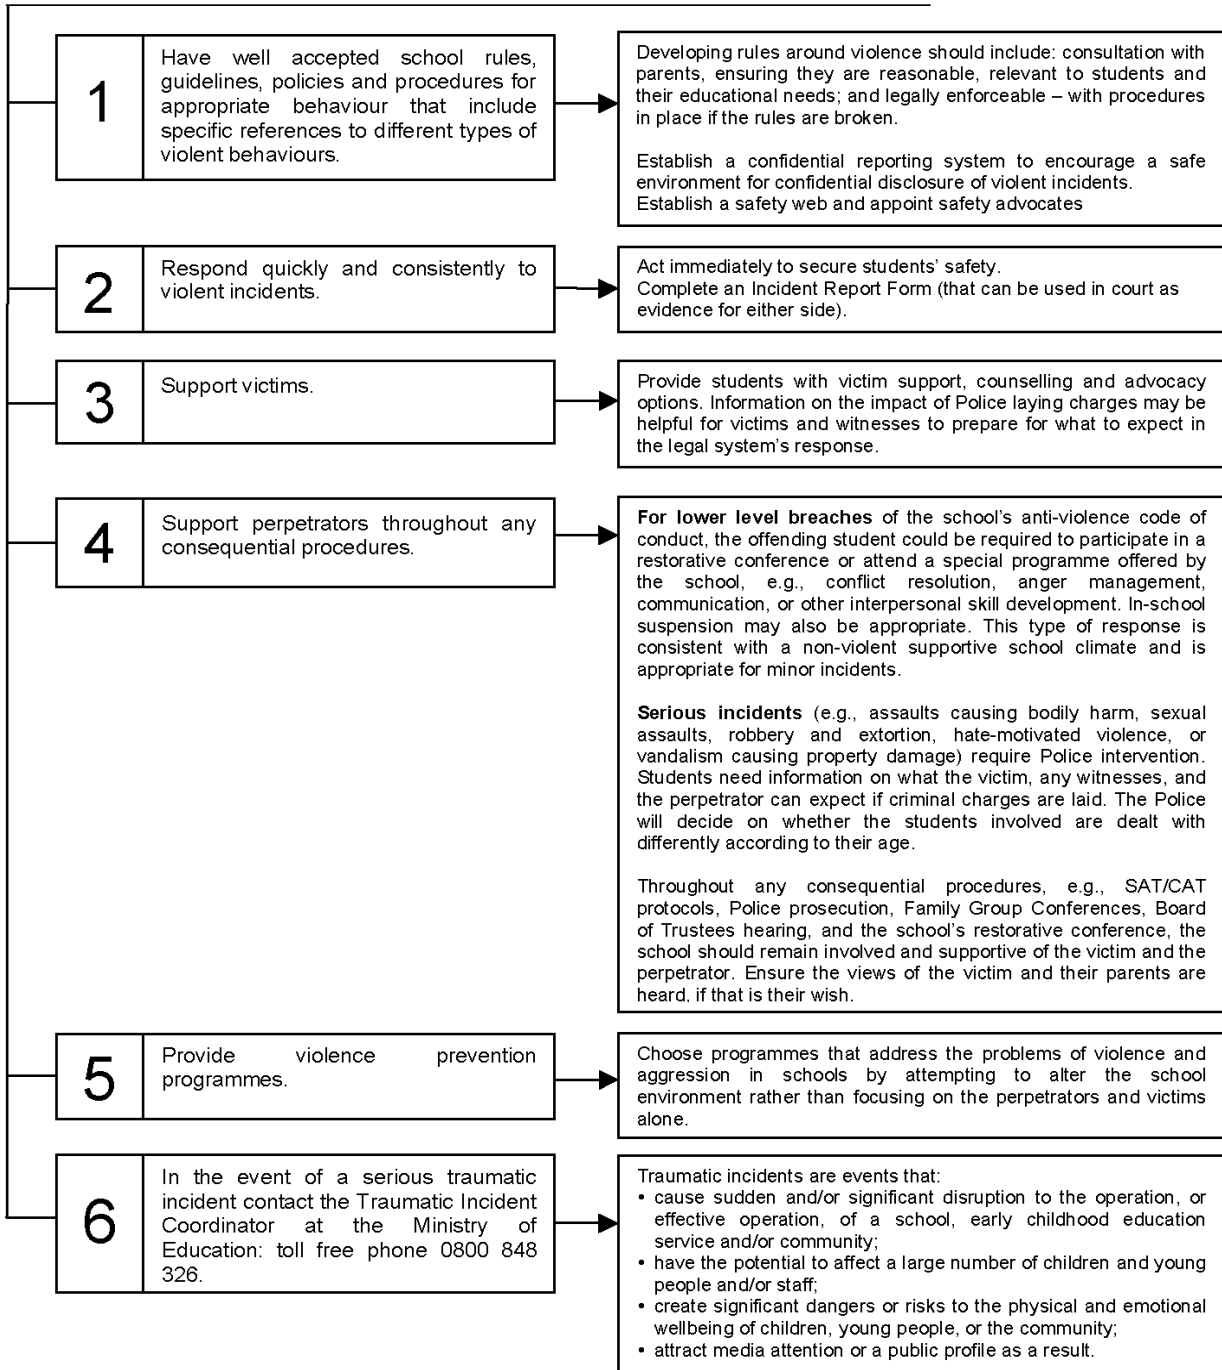 1
Have well accepted school rules,
guidelines, policies and procedures for
appropriate behaviour that include
specific references to different types of
violent behaviours.
Developing rules around violence should include: consultation with
parents, ensuring they are reasonable, relevant to students and
their educational needs; and legally enforceable – with procedures
in place if the rules are broken.
Establish a confidential reporting system to encourage a safe
environment for confidential disclosure of violent incidents.
Establish a safety web and appoint safety advocates
2
Respond quickly and consistently to
violent incidents.
Act immediately to secure students' safety.
Complete an Incident Report Form (that can be used in court as
evidence for either side).
3
Support victims.
Provide students with victim support, counselling and advocacy
options. Information on the impact of Police laying charges may be
helpful for victims and witnesses to prepare for what to expect in
the legal system's response.
4
Support perpetrators throughout any
consequential procedures.
For lower level breaches of the school's anti-violence code of
conduct, the offending student could be required to participate in a
restorative conference or attend a special programme offered by
the school, e.g., conflict resolution, anger management,
communication, or other interpersonal skill development. In-school
suspension may also be appropriate. This type of response is
consistent with a non-violent supportive school climate and is
appropriate for minor incidents.
Serious incidents (e.g., assaults causing bodily harm, sexual
assaults, robbery and extortion, hate-motivated violence, or
vandalism causing property damage) require Police intervention.
Students need information on what the victim, any witnesses, and
the perpetrator can expect if criminal charges are laid. The Police
will decide on whether the students involved are dealt with
differently according to their age.
Throughout any consequential procedures, e.g., SAT/CAT
protocols, Police prosecution, Family Group Conferences, Board
of Trustees hearing, and the school's restorative conference, the
school should remain involved and supportive of the victim and the
perpetrator. Ensure the views of the victim and their parents are
heard, if that is their wish.
5
Provide violence prevention
programmes.
Choose programmes that address the problems of violence and
aggression in schools by attempting to alter the school
environment rather than focusing on the perpetrators and victims
alone.
6
In the event of a serious traumatic
incident contact the Traumatic Incident
Coordinator at the Ministry of
Education: toll free phone 0800 848
326.
Traumatic incidents are events that:
• cause sudden and/or significant disruption to the operation, or
effective operation, of a school, early childhood education
service and/or community;
• have the potential to affect a large number of children and young
people and/or staff;
• create significant dangers or risks to the physical and emotional
wellbeing of children, young people, or the community;
• attract media attention or a public profile as a result.